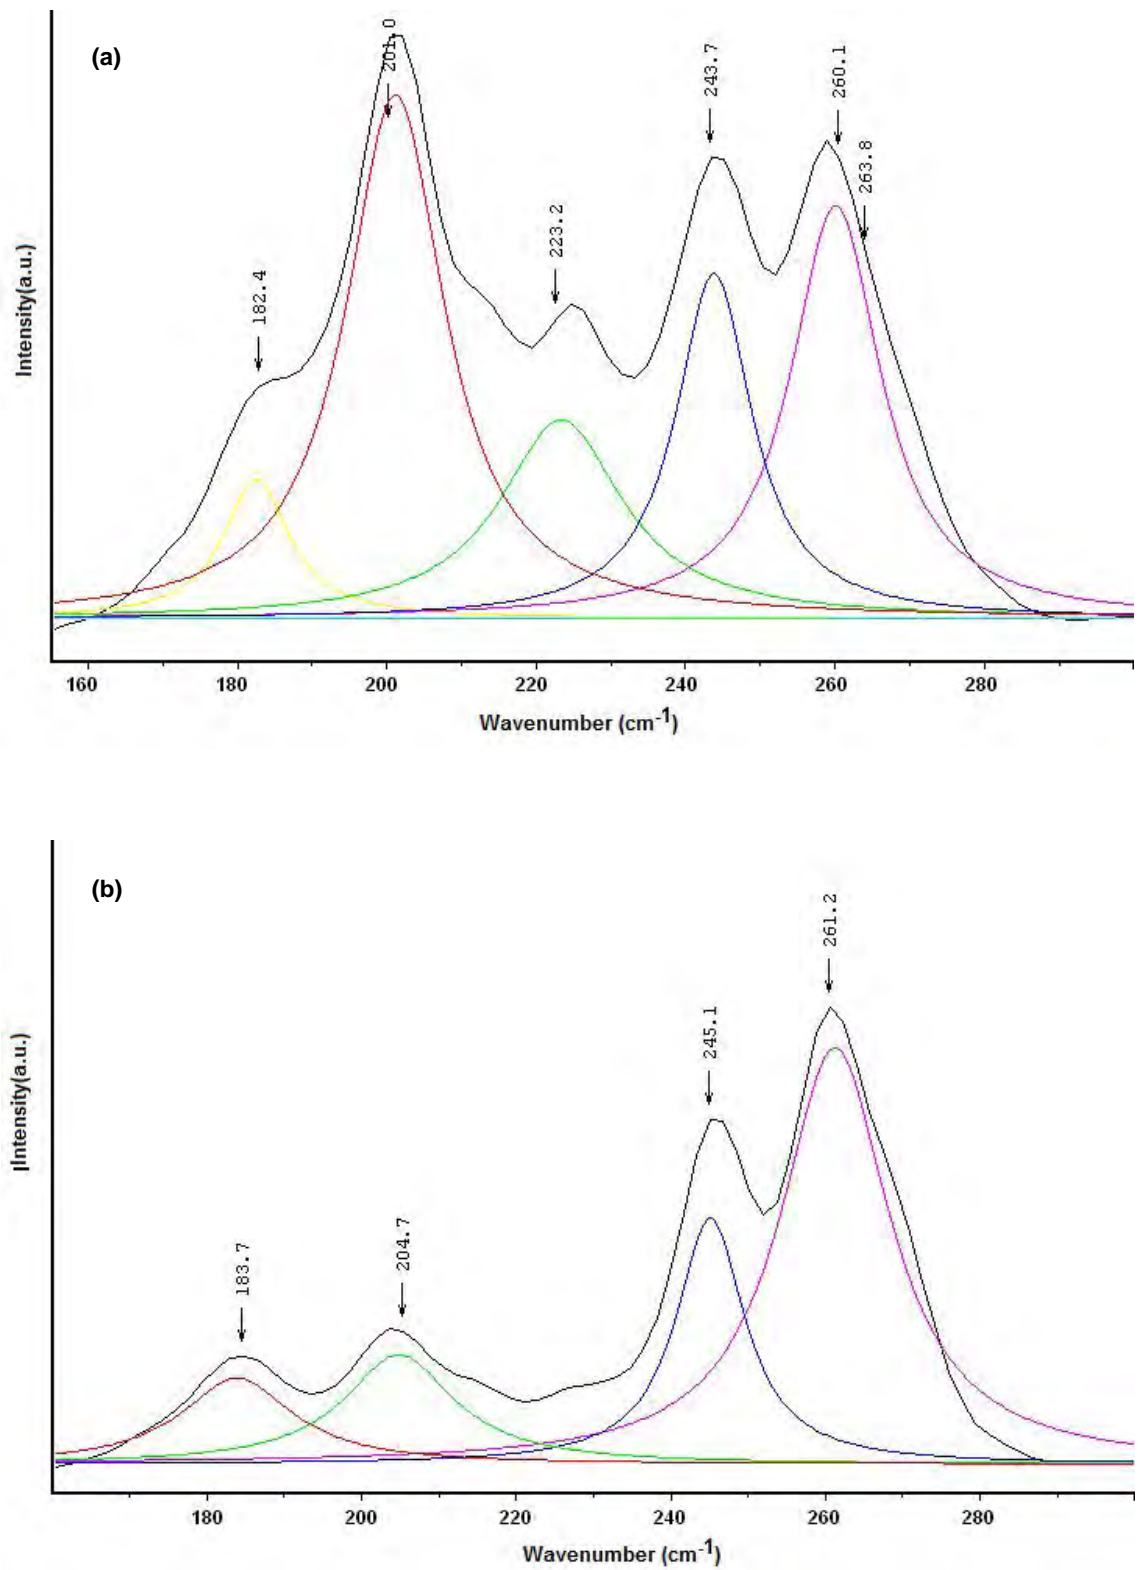 (a)
201.0
243.7
260.1
263.8
223.2
182.4
Intensity(a.u.)
160 180 200 220 240 260 280
Wavenumber (cm-1)
(b)
261.2
245.1
204.7
183.7
Intensity(a.u.)
180 200 220 240 260 280
Wavenumber (cm-1)